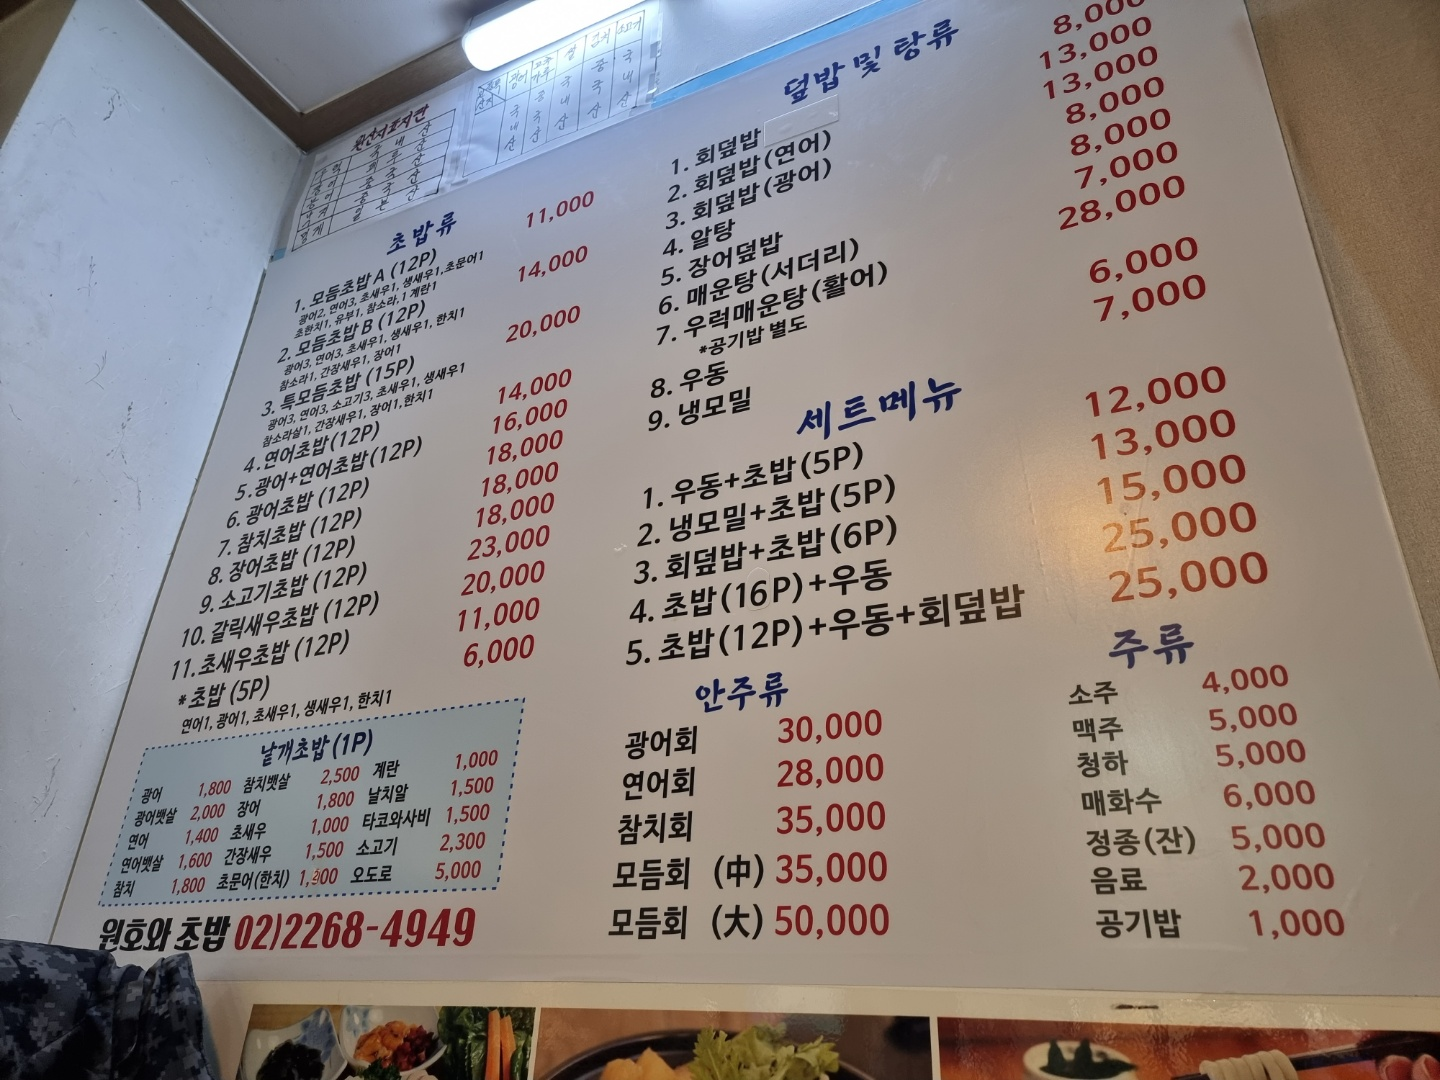 원산지표지판
초밥류
1. 모듬초밥 A (12P) 11,000
광어2, 연어3, 초새우1, 생새우1, 초문어1
초한치1, 유부1, 참소라,1 계란1
2. 모듬초밥 B (12P) 14,000
광어3, 연어3, 초새우1, 생새우1, 한치1
참소라1, 간장새우1, 장어1
3. 특모듬초밥 (15P) 20,000
광어3, 연어3, 소고기3, 초새우1, 생새우1
참소라살1, 간장새우1, 장어1,한치1
4.연어초밥(12P) 14,000
5.광어+연어초밥(12P) 16,000
6. 광어초밥 (12P) 18,000
7. 참치초밥 (12P) 18,000
8. 장어초밥 (12P) 18,000
9. 소고기초밥 (12P) 23,000
10. 갈릭새우초밥 (12P) 20,000
11.초새우초밥 (12P) 11,000
*초밥 (5P) 6,000
연어1, 광어1, 초새우1, 생새우1, 한치1
낱개초밥(1P)
광어 1,800 참치뱃살 2,500 계란 1,000
광어뱃살 2,000 장어 1,800 날치알 1,500
연어 1,400 초새우 1,000 타코와사비 1,500
연어뱃살 1,600 간장새우 1,500 소고기 2,300
참치 1,800 초문어(한치) 오도로 5,000
원호와 초밥 02)2268-4949
덮밥 및 탕류
1. 회덮밥 8,000
2. 회덮밥(연어) 13,000
3. 회덮밥(광어) 13,000
4. 알탕 8,000
5. 장어덮밥 8,000
6. 매운탕(서더리) 7,000
7. 우럭매운탕(활어) 28,000
*공기밥 별도
8. 우동 6,000
9. 냉모밀 7,000
세트메뉴
1. 우동+초밥(5P) 12,000
2. 냉모밀+초밥(5P) 13,000
3. 회덮밥+초밥(6P) 15,000
4. 초밥(16P)+우동 25,000
5. 초밥(12P)+우동+회덮밥 25,000
안주류
광어회 30,000
연어회 28,000
참치회 35,000
모듬회 (中) 35,000
모듬회 (大) 50,000
주류
소주 4,000
맥주 5,000
청하 5,000
매화수 6,000
정종(잔) 5,000
음료 2,000
공기밥 1,000